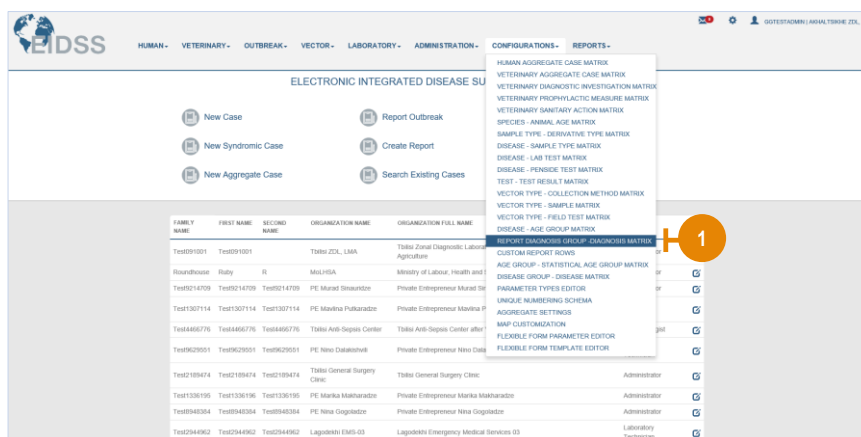 EIDSS
HUMAN- VETERINARY- OUTBREAK- VECTOR- LABORATORY- ADMINISTRATION- CONFIGURATIONS- REPORTS-
GGTESTADMIN | AKHALTSIKHE ZDL,
HUMAN AGGREGATE CASE MATRIX
VETERINARY AGGREGATE CASE MATRIX
VETERINARY DIAGNOSTIC INVESTIGATION MATRIX
VETERINARY PROPHYLACTIC MEASURE MATRIX
VETERINARY SANITARY ACTION MATRIX
SPECIES - ANIMAL AGE MATRIX
SAMPLE TYPE - DERIVATIVE TYPE MATRIX
DISEASE - SAMPLE TYPE MATRIX
DISEASE - LAB TEST MATRIX
DISEASE - PENSIDE TEST MATRIX
TEST - TEST RESULT MATRIX
VECTOR TYPE - COLLECTION METHOD MATRIX
VECTOR TYPE - SAMPLE MATRIX
VECTOR TYPE - FIELD TEST MATRIX
DISEASE - AGE GROUP MATRIX
REPORT DIAGNOSIS GROUP -DIAGNOSIS MATRIX
CUSTOM REPORT ROWS
AGE GROUP - STATISTICAL AGE GROUP MATRIX
DISEASE GROUP - DISEASE MATRIX
PARAMETER TYPES EDITOR
UNIQUE NUMBERING SCHEMA
AGGREGATE SETTINGS
MAP CUSTOMIZATION
FLEXIBLE FORM PARAMETER EDITOR
FLEXIBLE FORM TEMPLATE EDITOR
1
ELECTRONIC INTEGRATED DISEASE SU
New Case Report Outbreak
New Syndromic Case Create Report
New Aggregate Case Search Existing Cases
FAMILY NAME FIRST NAME SECOND NAME ORGANIZATION NAME ORGANIZATION FULL NAME
Test091001 Test091001 Tbilisi ZDL, LMA Tbilisi Zonal Diagnostic Laborat
Agriculture
Roundhouse Ruby R MoLHSA Ministry of Labour, Health and S
Test9214709 Test9214709 Test9214709 PE Murad Sinauridze Private Entrepreneur Murad Sin
Test1307114 Test1307114 Test1307114 PE Mavlina Pulkaradze Private Entrepreneur Mavlina P
Test4466776 Test4466776 Test4466776 Tbilisi Anti-Sepsis Center Tbilisi Anti-Sepsis Center after
Test9629551 Test9629551 Test9629551 PE Nino Dalakishvili Private Entrepreneur Nino Dala
Test2189474 Test2189474 Test2189474 Tbilisi General Surgery Clinic Tbilisi General Surgery Clinic Administrator
Test1336195 Test1336196 Test1336195 PE Marika Makharadze Private Entrepreneur Marika Makharadze Administrator
Test8948384 Test8948384 Test8948384 PE Nina Gogoladze Private Entrepreneur Nina Gogoladze Administrator
Test2944962 Test2944962 Test2944962 Lagodekhi EMS-03 Lagodekhi Emergency Medical Services 03 Laboratory